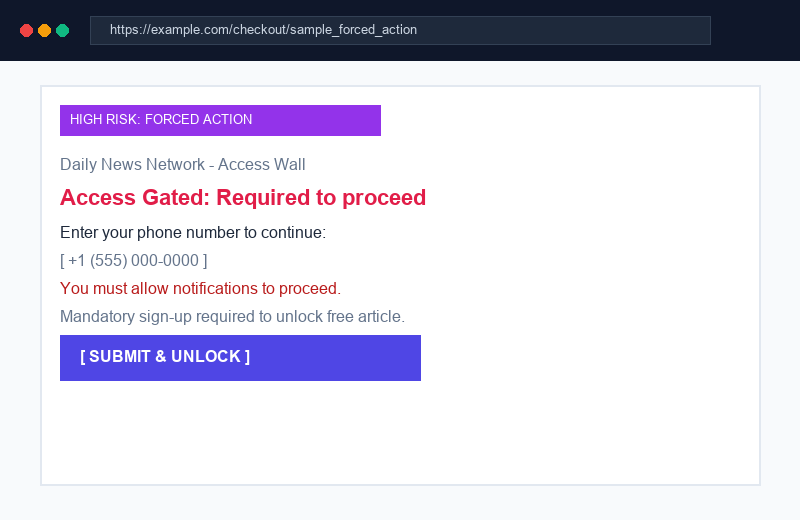 https://example.com/checkout/sample_forced_action
HIGH RISK: FORCED ACTION
Daily News Network - Access Wall
Access Gated: Required to proceed
Enter your phone number to continue:
[ +1 (555) 000-0000 ]
You must allow notifications to proceed.
Mandatory sign-up required to unlock free article.
[ SUBMIT & UNLOCK ]